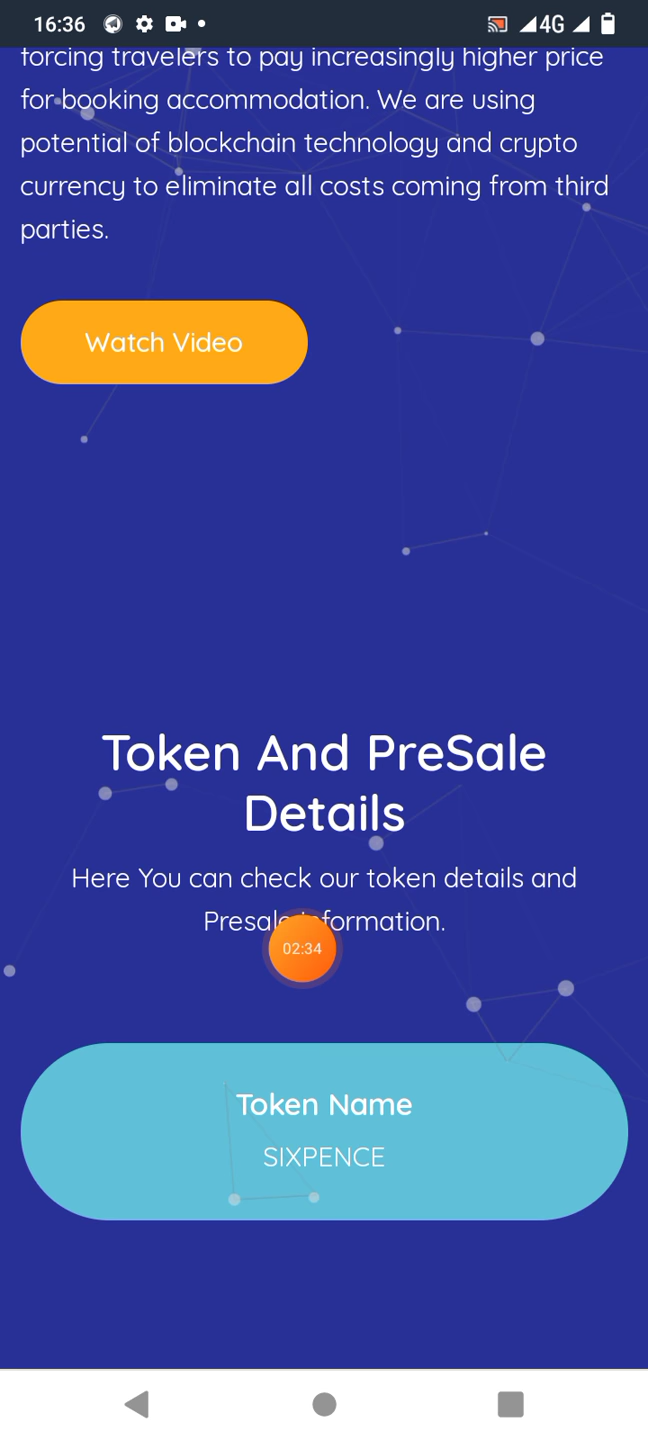 16:36
4G
forcing travelers to pay increasingly higher price
for booking accommodation. We are using
potential of blockchain technology and crypto
currency to eliminate all costs coming from third
parties.
Watch Video
Token And PreSale
Details
Here You can check our token details and
Presale Information.
02:34
Token Name
SIXPENCE